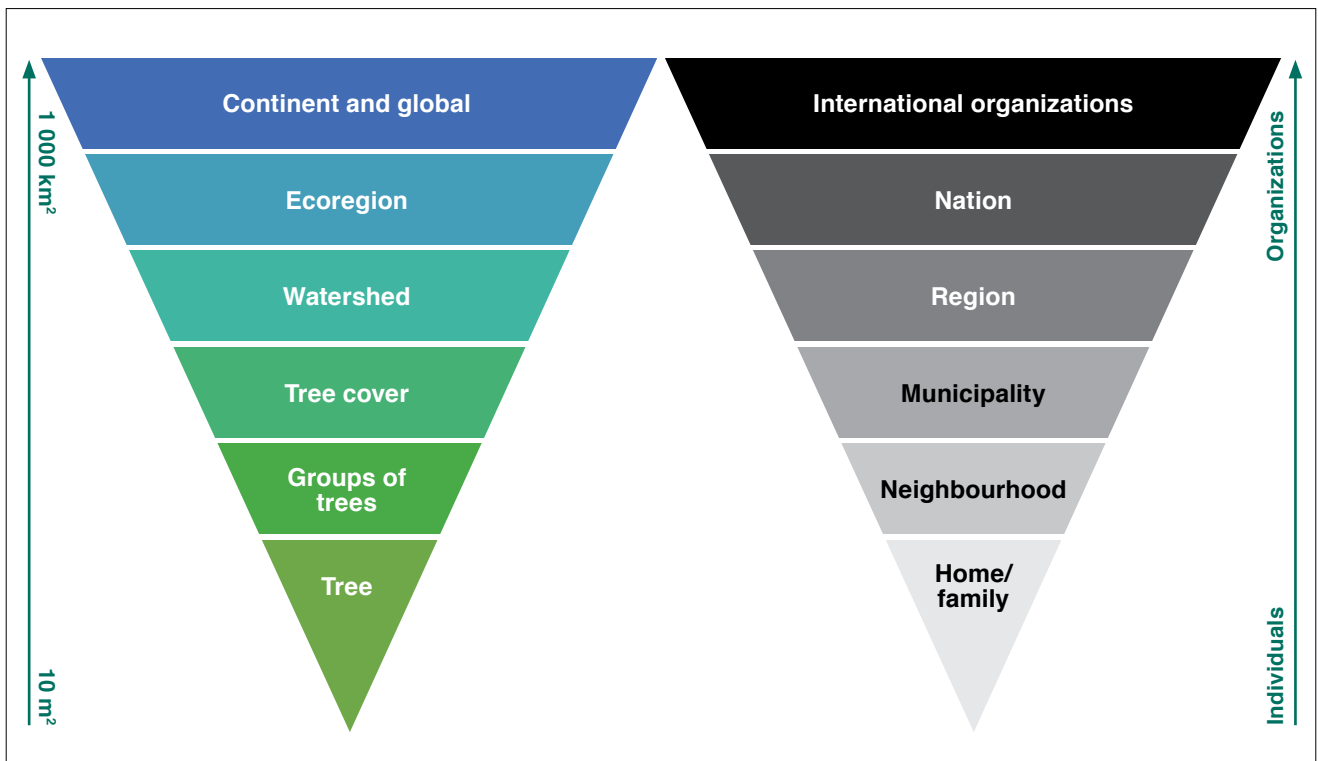 1 000 km²
10 m²
Continent and global
Ecoregion
Watershed
Tree cover
Groups of
trees
Tree
International organizations
Nation
Region
Municipality
Neighbourhood
Home/
family
Organizations
Individuals